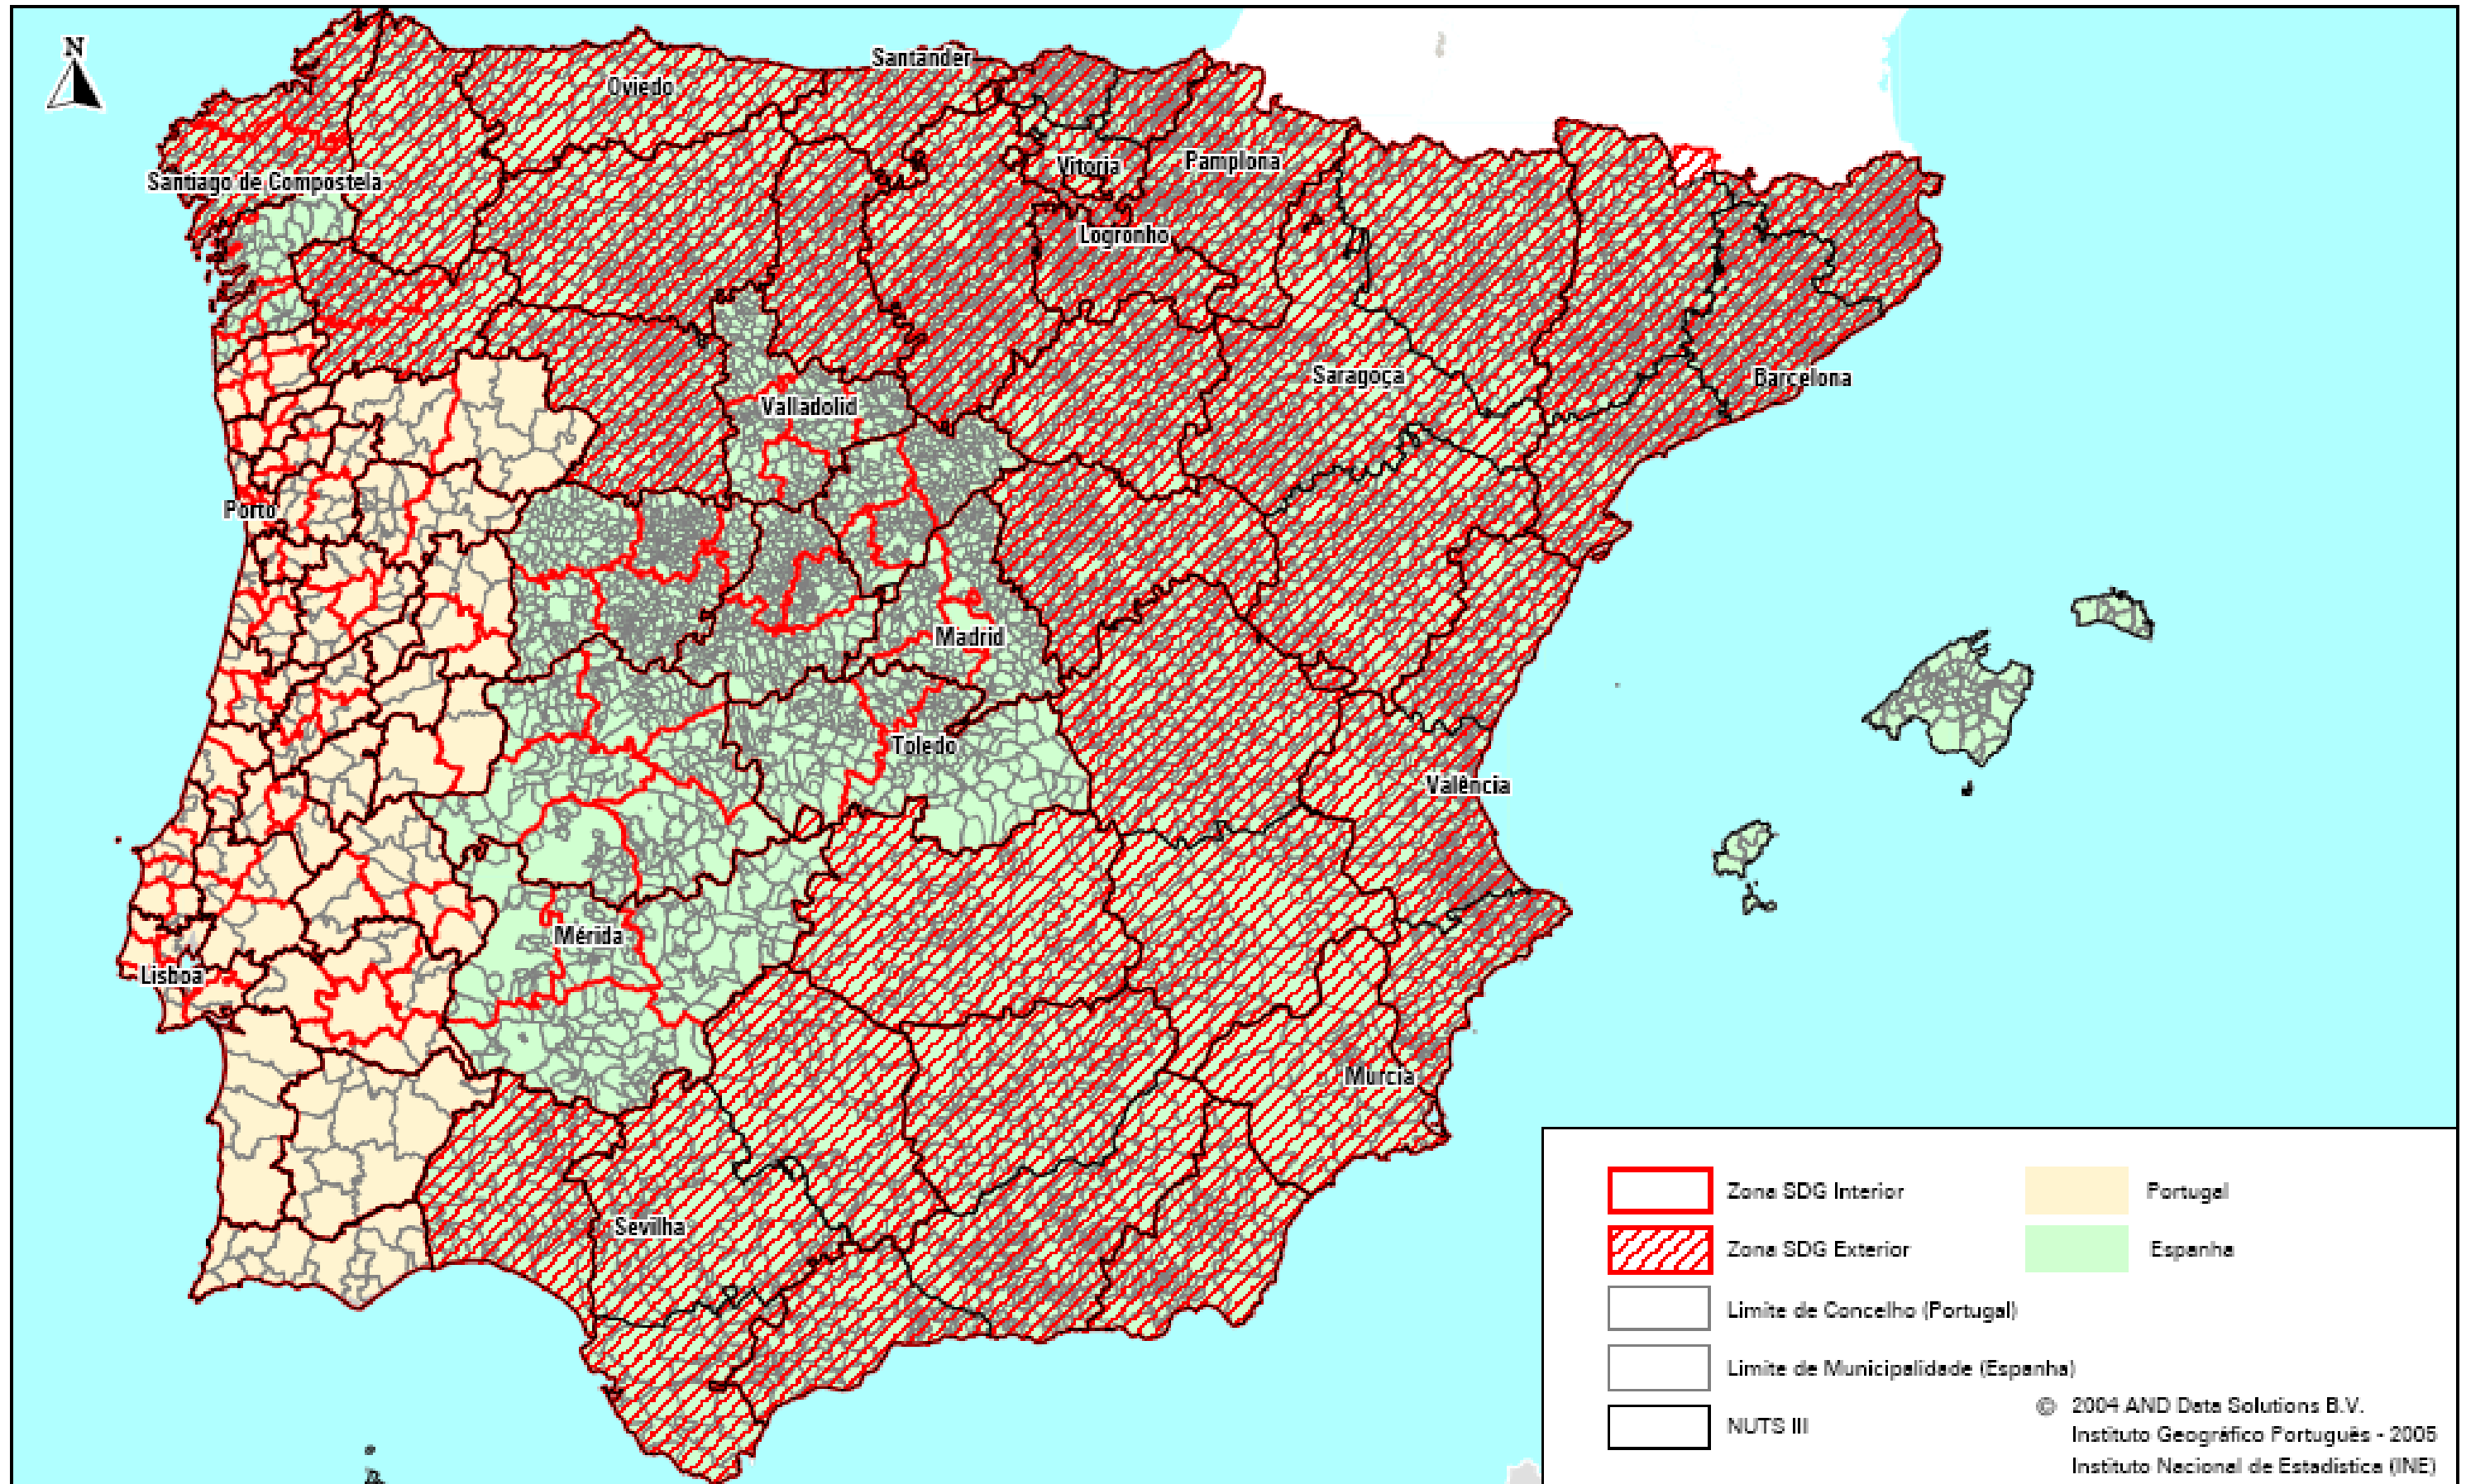 N
Santander
Oviedo
Vitoria
Pamplona
Santiago de Compostela
Logronho
Saragoça
Barcelona
Valladolid
Porto
Madrid
Toledo
Valência
Mérida
Lisboa
Murcia
Sevilha
Zona SDG Interior
Portugal
Zona SDG Exterior
Espanha
Limite de Concelho (Portugal)
Limite de Municipalidade (Espanha)
NUTS III
© 2004 AND Data Solutions B.V.
Instituto Geográfico Português - 2005
Instituto Nacional de Estadistica (INE)